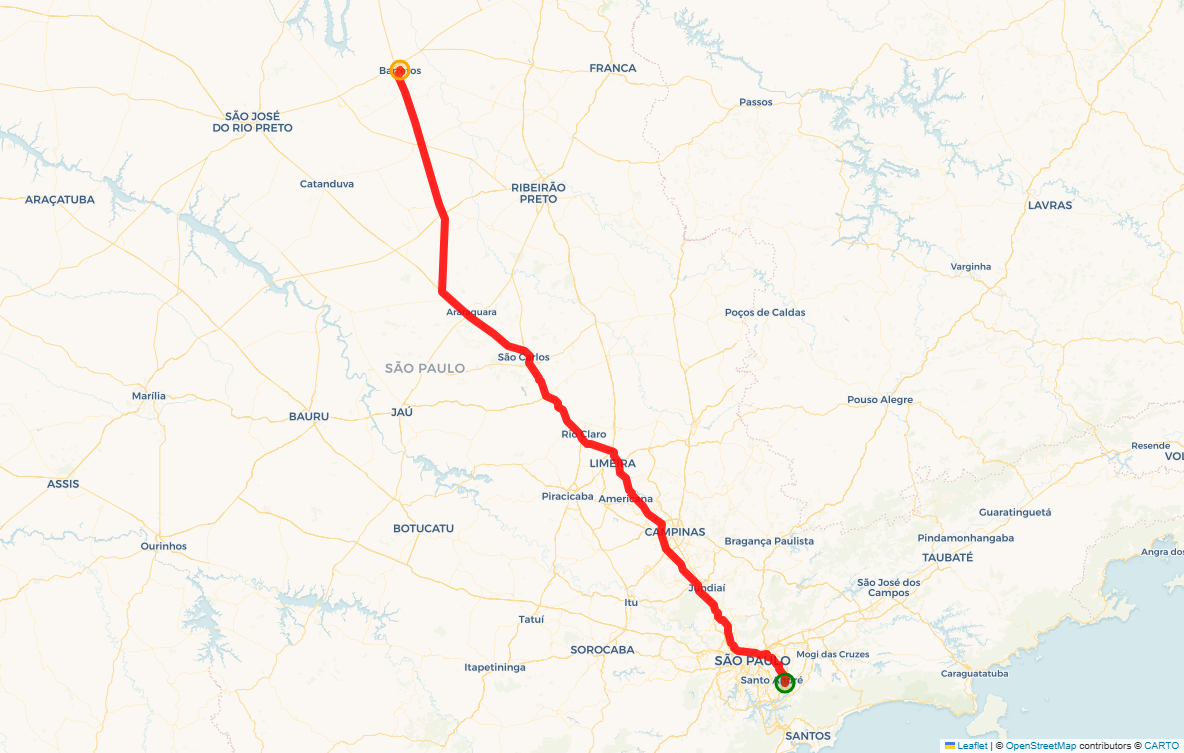 FRANCA
Barretos
Passos
SÃO JOSÉ
DO RIO PRETO
Catanduva
RIBEIRÃO
PRETO
ARAÇATUBA
LAVRAS
Varginha
Araraquara
Poços de Caldas
São Carlos
SÃO PAULO
Marília
Pouso Alegre
BAURU
JAÚ
Rio Claro
Resende
VOL
LIMEIRA
ASSIS
Piracicaba
Americana
Guaratinguetá
BOTUCATU
CAMPINAS
Bragança Paulista
Pindamonhangaba
Ourinhos
TAUBATÉ
Angra dos
São José dos
Campos
Jundiaí
Itu
Tatuí
SOROCABA
Mogi das Cruzes
SÃO PAULO
Itapetininga
Caraguatatuba
Santo André
SANTOS
Leaflet | © OpenStreetMap contributors © CARTO